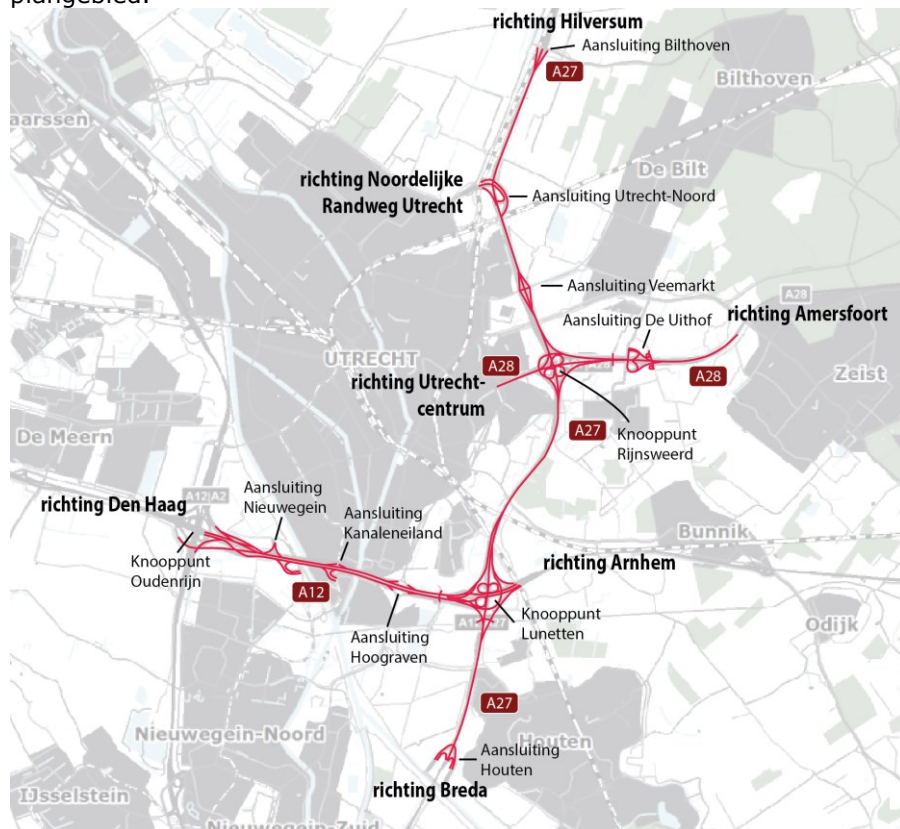 plangebied.
richting Hilversum
Aansluiting Bilthoven
A27
Bilthoven
aarssen
De Bilt
richting Noordelijke
Randweg Utrecht
Aansluiting Utrecht-Noord
Aansluiting Veemarkt
A28
richting Amersfoort
Aansluiting De Uithof
UTRECHT
A28
richting Utrecht-
centrum
A28
Zeist
A27
Knooppunt
Rijnsweerd
De Meern
Aansluiting
Nieuwegein
richting Den Haag
A12|A2
Aansluiting
Kanaleneiland
Bunnik
Knooppunt
Oudenrijn
richting Arnhem
A12
Knooppunt
Lunetten
Aansluiting
Hoograven
Odijk
A27
Nieuwegein-Noord
Aansluiting
Houten
Houten
richting Breda
IJsselstein
Nieuwegein-Zuid